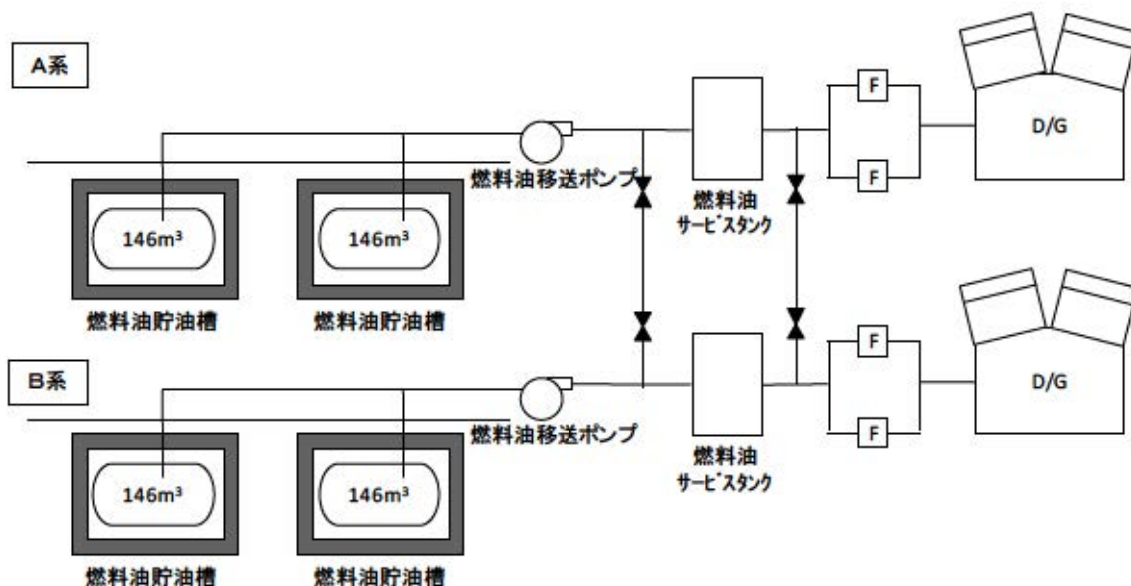 A系
F
D/G
F
燃料油移送ポンプ
燃料油
サービスタンク
146m³
146m³
燃料油貯油槽
燃料油貯油槽
B系
F
D/G
F
燃料油移送ポンプ
燃料油
サービスタンク
146m³
146m³
燃料油貯油槽
燃料油貯油槽